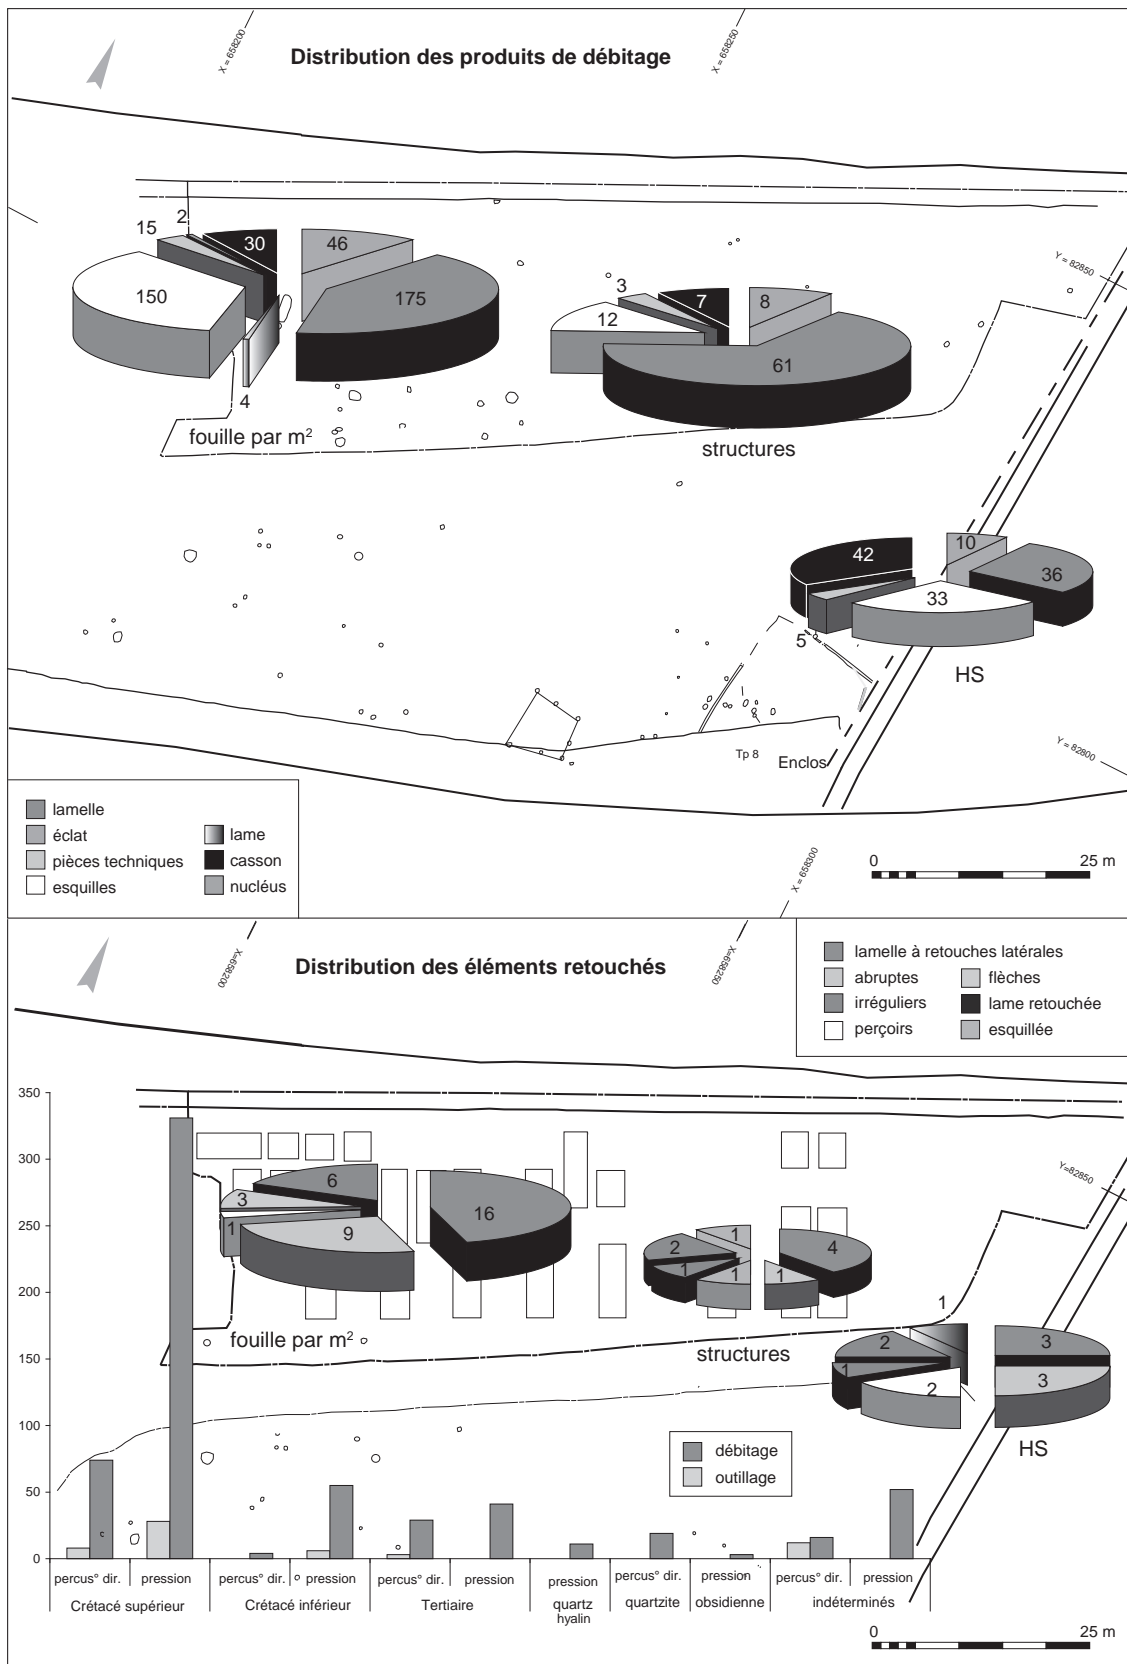 Distribution des produits de débitage
X = 658200
X = 658250
Y = 82850
15
2
30
46
150
175
4
fouille par m²
3
7
8
12
61
structures
42
10
36
33
5
HS
Tp 8
Enclos
Y = 82800
X = 658300
lamelle
éclat
pièces techniques
esquilles
lame
casson
nucléus
0
25 m
Distribution des éléments retouchés
X=658200
X=658250
Y=82850
lamelle à retouches latérales
abruptes
irréguliers
perçoirs
flèches
lame retouchée
esquillée
350
300
250
200
150
100
50
0
6
3
1
9
16
fouille par m²
1
2
4
1
1
1
structures
1
2
3
1
2
3
HS
débitage
outillage
percus° dir.
pression
percus° dir.
pression
percus° dir.
pression
pression
percus° dir.
pression
percus° dir.
pression
Crétacé supérieur
Crétacé inférieur
Tertiaire
quartz
hyalin
quartzite
obsidienne
indéterminés
0
25 m